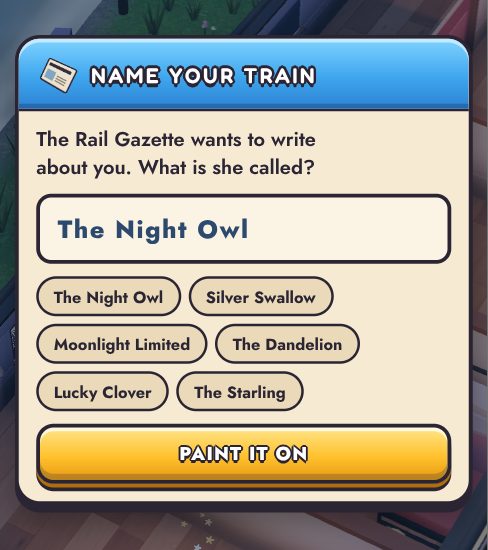 NAME YOUR TRAIN
The Rail Gazette wants to write
about you. What is she called?
The Night Owl
The Night Owl
Silver Swallow
Moonlight Limited
The Dandelion
Lucky Clover
The Starling
PAINT IT ON